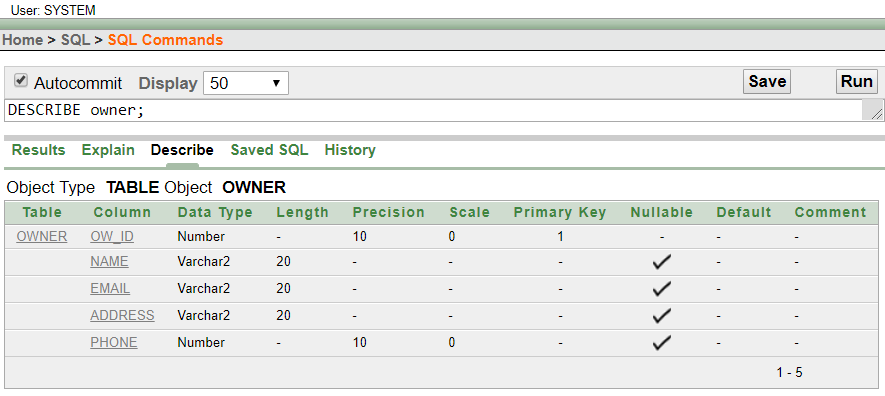 User: SYSTEM
Home > SQL > SQL Commands
Autocommit Display 50 Save Run
DESCRIBE owner;
Results Explain Describe Saved SQL History
Object Type TABLE Object OWNER
Table Column Data Type Length Precision Scale Primary Key Nullable Default Comment
OWNER OW_ID Number - 10 0 1 - - -
NAME Varchar2 20 - - - - -
EMAIL Varchar2 20 - - - - -
ADDRESS Varchar2 20 - - - - -
PHONE Number - 10 0 - - -
1 - 5